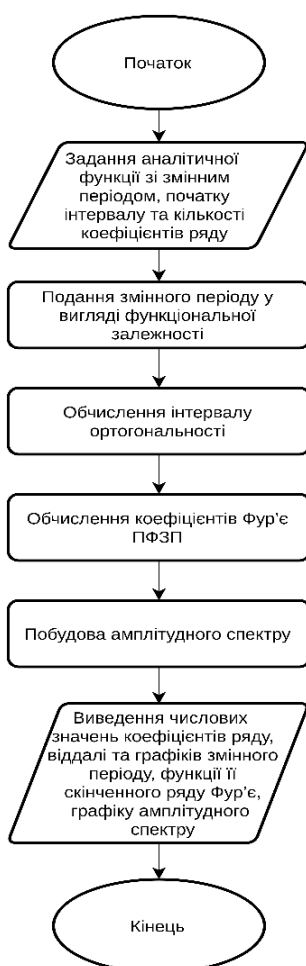 Початок
Задання аналітичної
функції зі змінним
періодом, початку
інтервалу та кількості
коефіцієнтів ряду
Подання змінного періоду у
вигляді функціональної
залежності
Обчислення інтервалу
ортогональності
Обчислення коефіцієнтів Фур’є
ПФЗП
Побудова амплітудного спектру
Виведення числових
значень коефіцієнтів ряду,
віддалі та графіків змінного
періоду, функції її
скінченного ряду Фур’є,
графіку амплітудного
спектру
Кінець